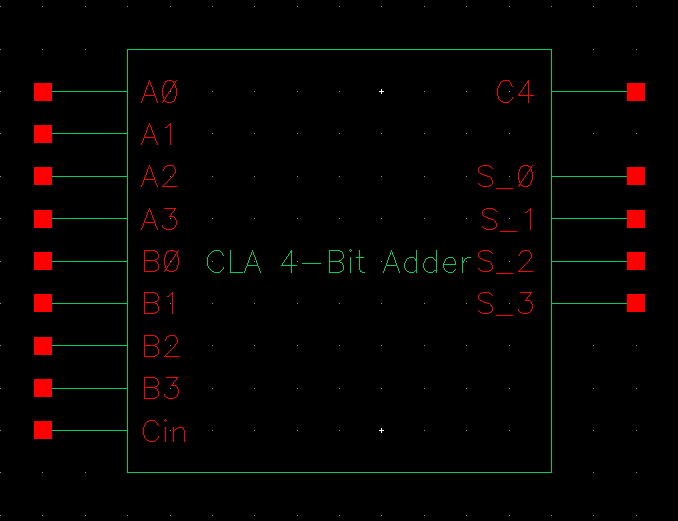 A0 C4
A1
A2 S_0
A3 S_1
B0 CLA 4-Bit Adder S_2
B1 S_3
B2
B3
Cin